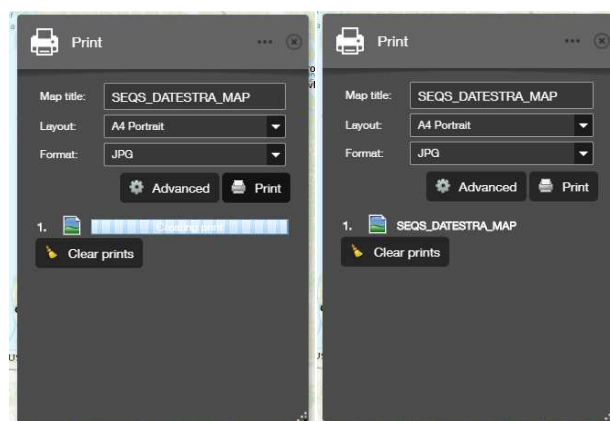 Print
Map title: SEQS_DATESTRA_MAP
Layout: A4 Portrait
Format: JPG
Advanced Print
1. Creating print
Clear prints
Print
Map title: SEQS_DATESTRA_MAP
Layout: A4 Portrait
Format: JPG
Advanced Print
1. SEQS_DATESTRA_MAP
Clear prints